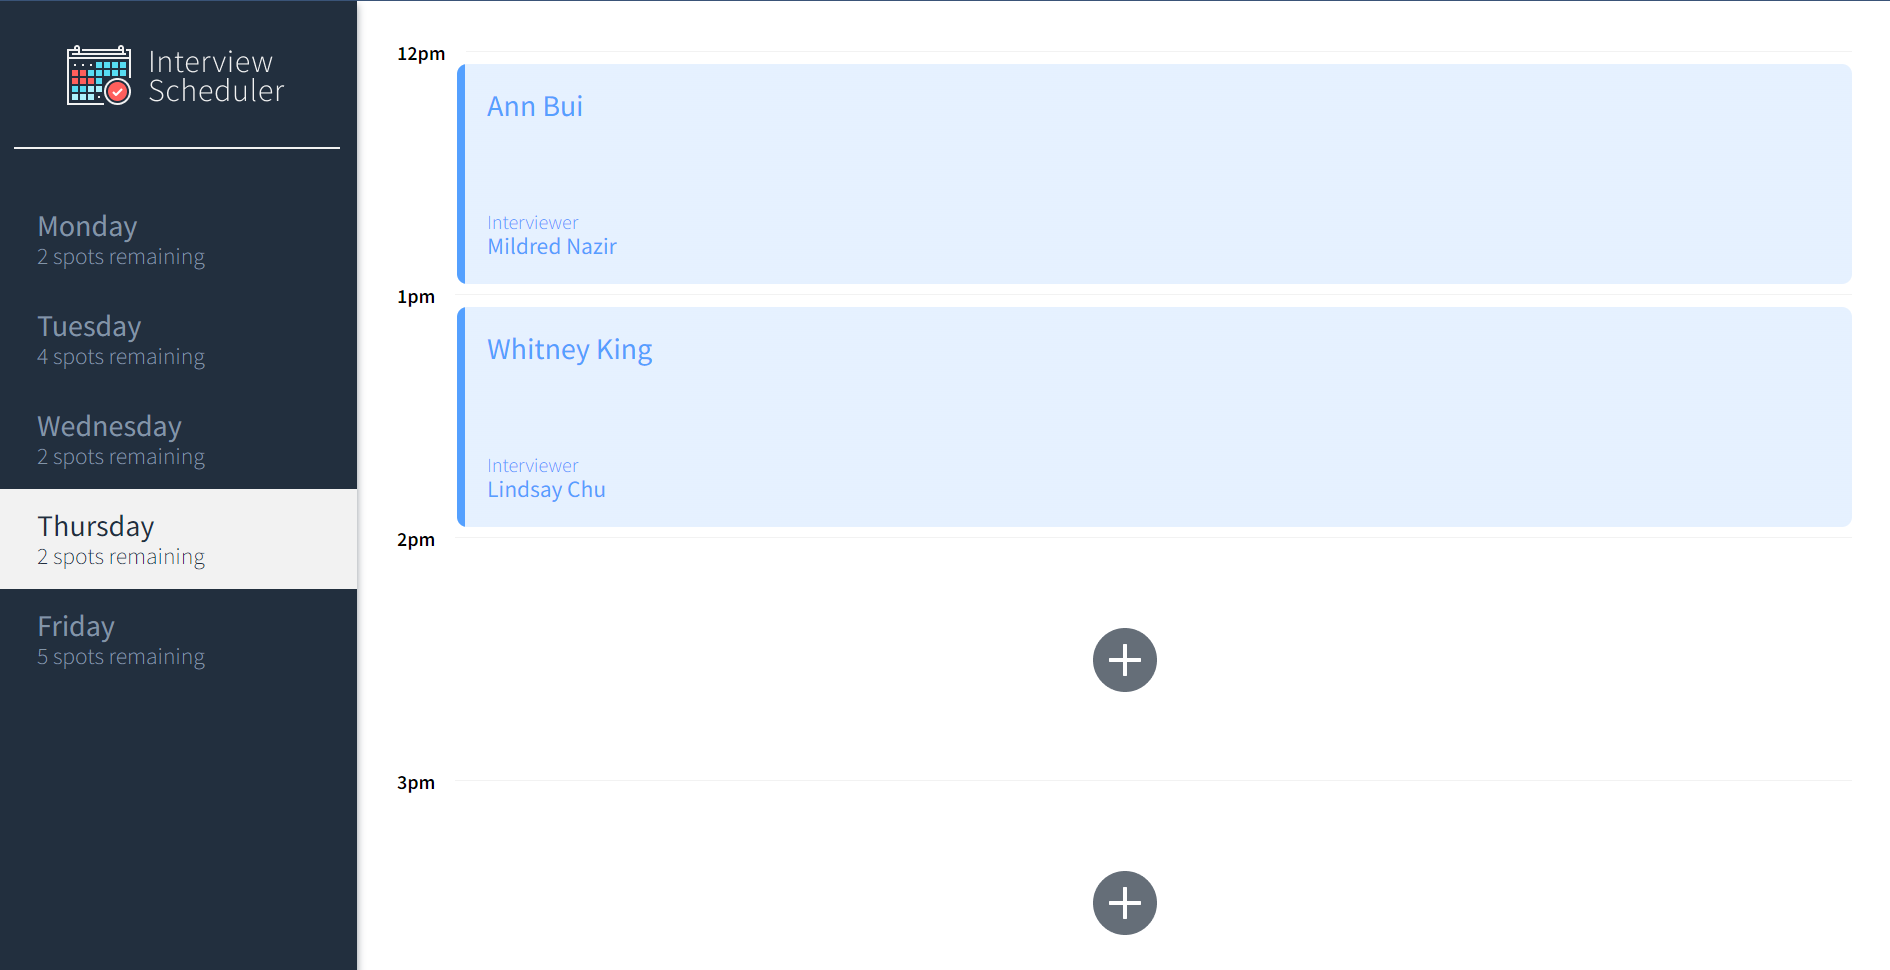 Interview
Scheduler
Monday
2 spots remaining
Tuesday
4 spots remaining
Wednesday
2 spots remaining
Thursday
2 spots remaining
Friday
5 spots remaining
12pm
Ann Bui
Interviewer
Mildred Nazir
1pm
Whitney King
Interviewer
Lindsay Chu
2pm
3pm